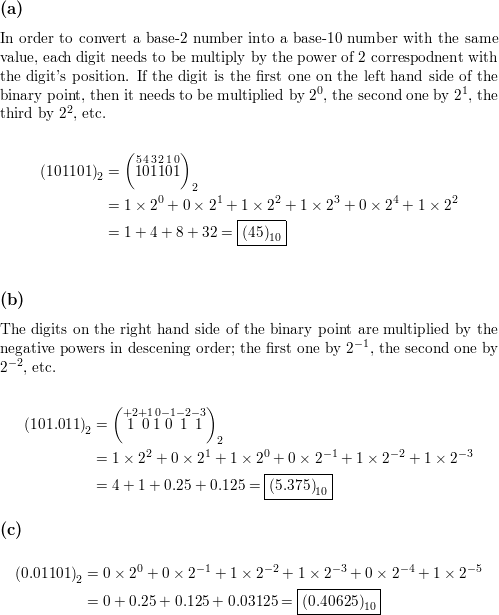 (a)
In order to convert a base-2 number into a base-10 number with the same
value, each digit needs to be multiply by the power of 2 correspodnent with
the digit's position. If the digit is the first one on the left hand side of the
binary point, then it needs to be multiplied by 2⁰, the second one by 2¹, the
third by 2², etc.
5 4 3 2 1 0
(101101)₂ = (101101)₂
= 1 × 2⁰ + 0 × 2¹ + 1 × 2² + 1 × 2³ + 0 × 2⁴ + 1 × 2²
= 1 + 4 + 8 + 32 = (45)₁₀
(b)
The digits on the right hand side of the binary point are multiplied by the
negative powers in descening order; the first one by 2⁻¹, the second one by
2⁻², etc.
+2+1 0−1−2−3
(101.011)₂ = (1 0 1 0 1 1)₂
= 1 × 2² + 0 × 2¹ + 1 × 2⁰ + 0 × 2⁻¹ + 1 × 2⁻² + 1 × 2⁻³
= 4 + 1 + 0.25 + 0.125 = (5.375)₁₀
(c)
(0.01101)₂ = 0 × 2⁰ + 0 × 2⁻¹ + 1 × 2⁻² + 1 × 2⁻³ + 0 × 2⁻⁴ + 1 × 2⁻⁵
= 0 + 0.25 + 0.125 + 0.03125 = (0.40625)₁₀